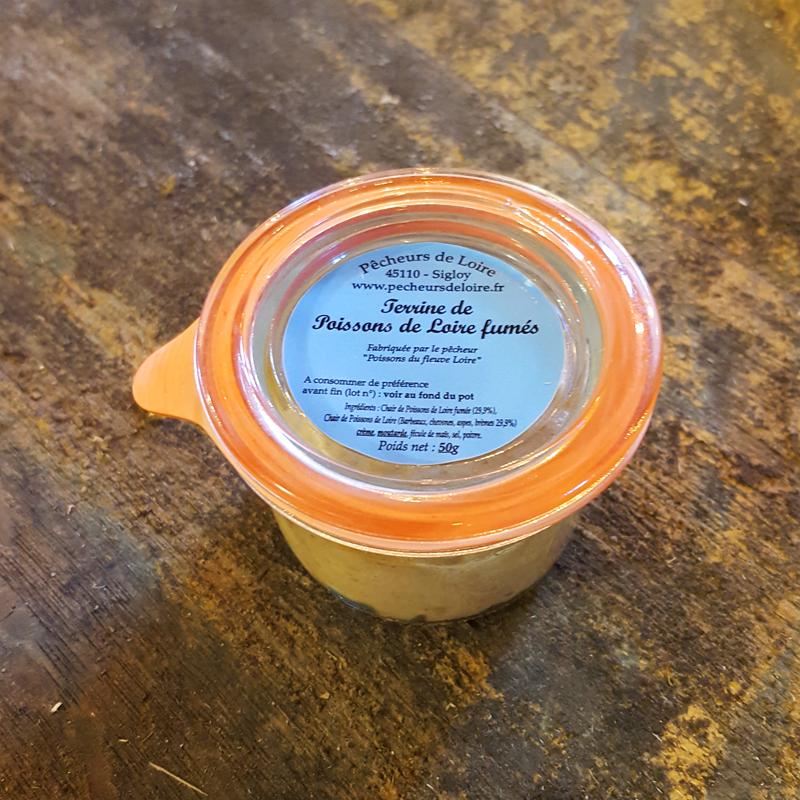 Pêcheurs de Loire
45110 - Sigloy
www.pecheursdeloire.fr
Terrine de
Poissons de Loire fumés
Fabriquée par le pêcheur
"Poissons du fleuve Loire"
A consommer de préférence
avant fin (lot n°) : voir au fond du pot
Ingrédients : Chair de Poissons de Loire fumée (29,9%),
Chair de Poissons de Loire (Barbeaux, chevesnes, aspes, brèmes 29,9%)
crème, moutarde, fécule de maïs, sel, poivre.
Poids net : 50g